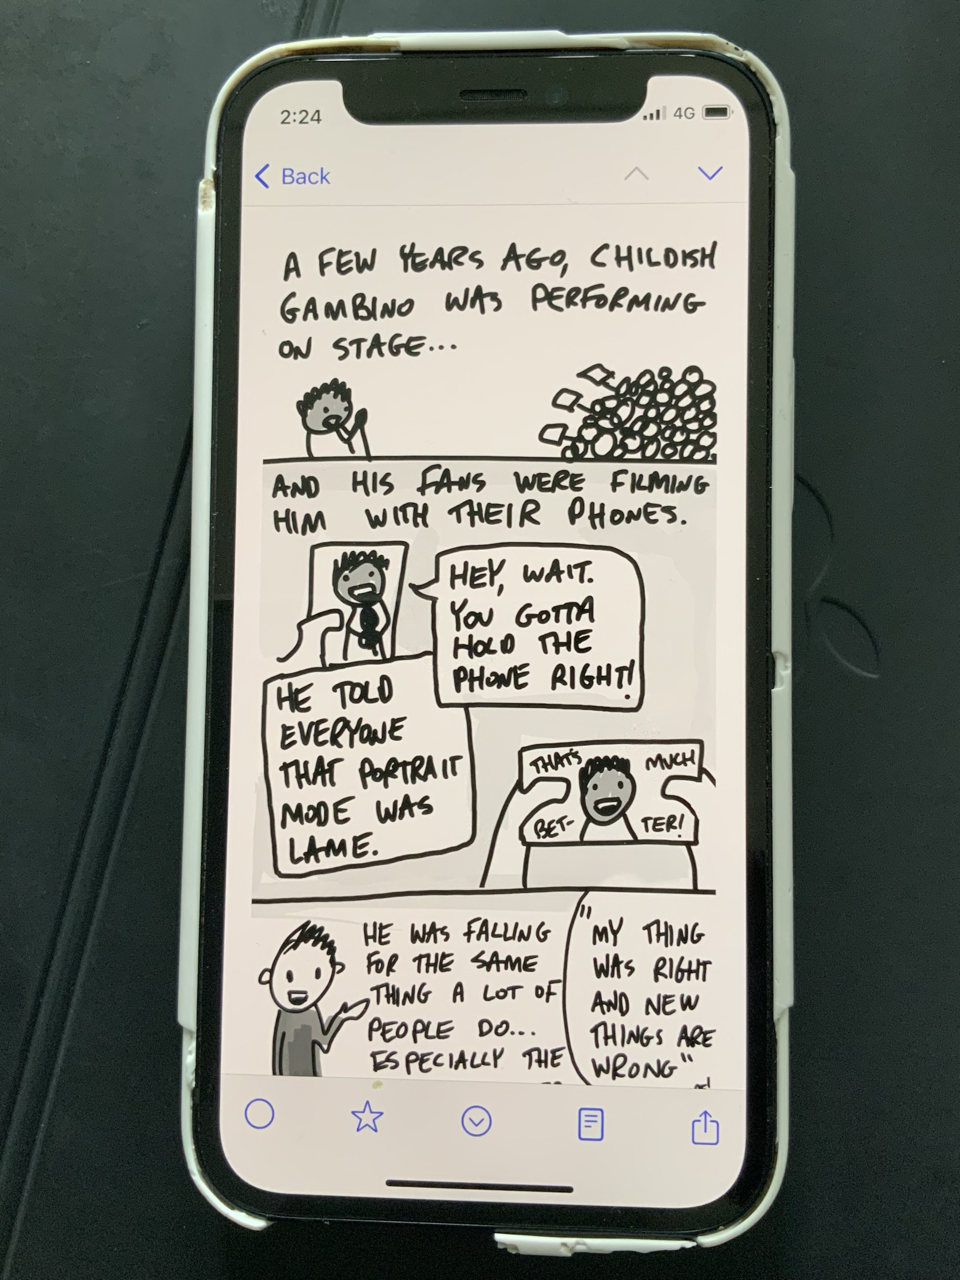 2:24
4G
Back
A FEW YEARS AGO, CHILDISH
GAMBINO WAS PERFORMING
ON STAGE...
AND HIS FANS WERE FILMING
HIM WITH THEIR PHONES.
HEY, WAIT.
YOU GOTTA
HOLD THE
PHONE RIGHT!
HE TOLD
EVERYONE
THAT PORTRAIT
MODE WAS
LAME.
THAT'S MUCH
BET- TER!
HE WAS FALLING
FOR THE SAME
THING A LOT OF
PEOPLE DO...
ESPECIALLY THE
"MY THING
WAS RIGHT
AND NEW
THINGS ARE
WRONG"